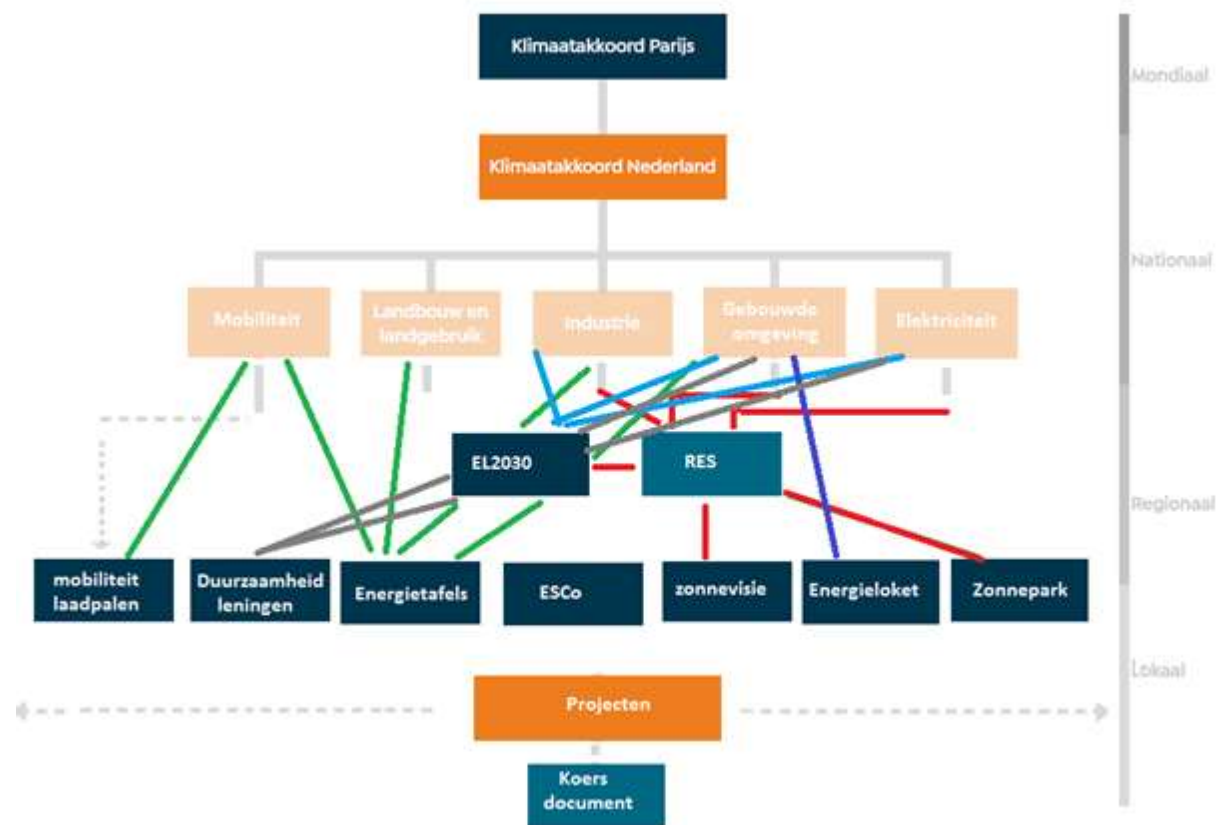 Klimaatakkoord Parijs
Mondiaal
Klimaatakkoord Nederland
Nationaal
Mobiliteit
Landbouw en
landgebruik
Industrie
Gebouwde
omgeving
Elektriciteit
EL2030
RES
Regionaal
mobiliteit
laadpalen
Duurzaamheid
leningen
Energietafels
ESCo
zonnevisie
Energieloket
Zonnepark
Lokaal
Projecten
Koers
document